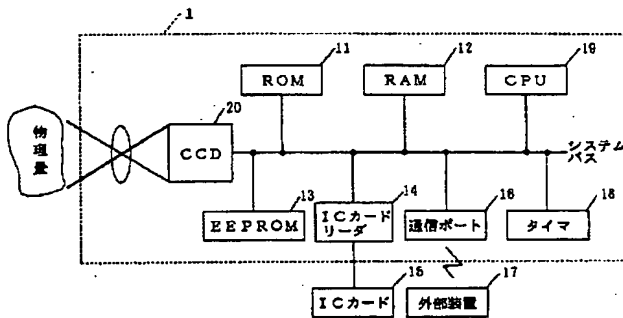 1
11
12
19
ROM
RAM
CPU
20
物理量
CCD
システム
バス
13
14
16
18
EEPROM
ICカード
リーダ
通信ポート
タイマ
15
17
ICカード
外部装置